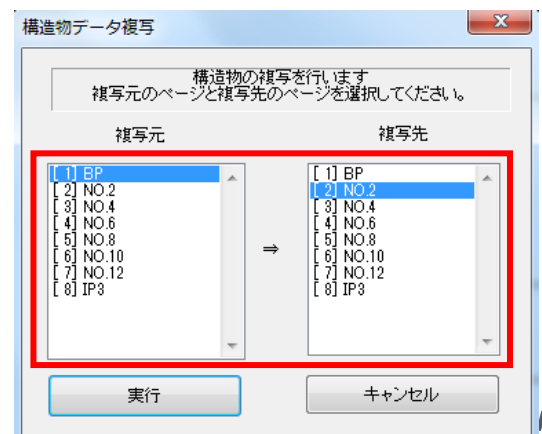 構造物データ複写
構造物の複写を行います
複写元のページと複写先のページを選択してください。
複写元
複写先
[ 1] BP
[ 2] NO.2
[ 3] NO.4
[ 4] NO.6
[ 5] NO.8
[ 6] NO.10
[ 7] NO.12
[ 8] IP3
⇒
[ 1] BP
[ 2] NO.2
[ 3] NO.4
[ 4] NO.6
[ 5] NO.8
[ 6] NO.10
[ 7] NO.12
[ 8] IP3
実行
キャンセル